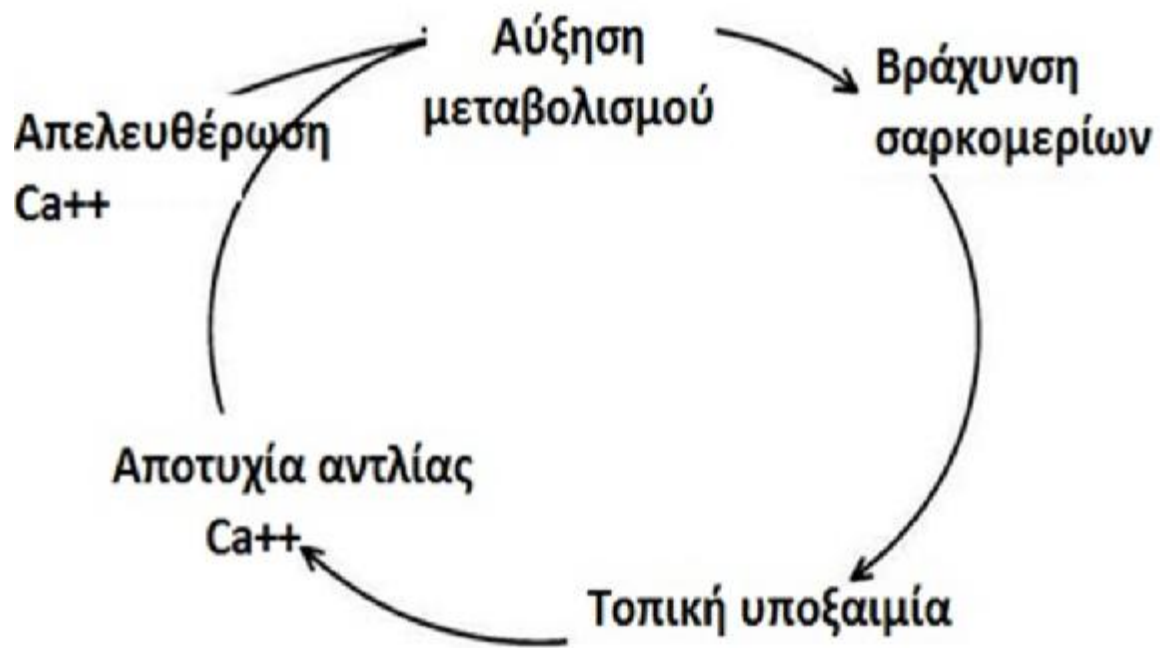 Αύξηση
μεταβολισμού
Βράχυνση
σαρκομερίων
Απελευθέρωση
Ca++
Αποτυχία αντλίας
Ca++
Τοπική υποξαιμία